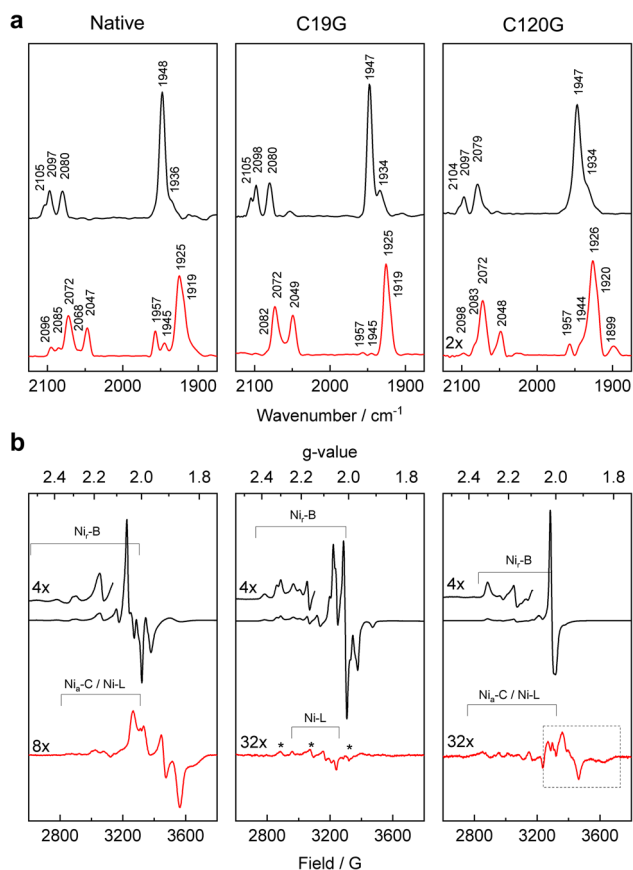 a
Native
C19G
C120G
2105
2097
2080
1948
1936
2105
2098
2080
1947
1934
2104
2097
2079
1947
1934
2096
2085
2072
2068
2047
1957
1945
1925
1919
2082
2072
2049
1957
1945
1925
1919
2x
2098
2083
2072
2048
1957
1944
1926
1920
1899
2100 2000 1900
2100 2000 1900
2100 2000 1900
Wavenumber / cm-1
b
g-value
2.4 2.2 2.0 1.8
2.4 2.2 2.0 1.8
2.4 2.2 2.0 1.8
Nir-B
4x
Nir-B
4x
Nir-B
4x
Nia-C / Ni-L
8x
Ni-L
32x
* * *
Nia-C / Ni-L
32x
2800 3200 3600
2800 3200 3600
2800 3200 3600
Field / G